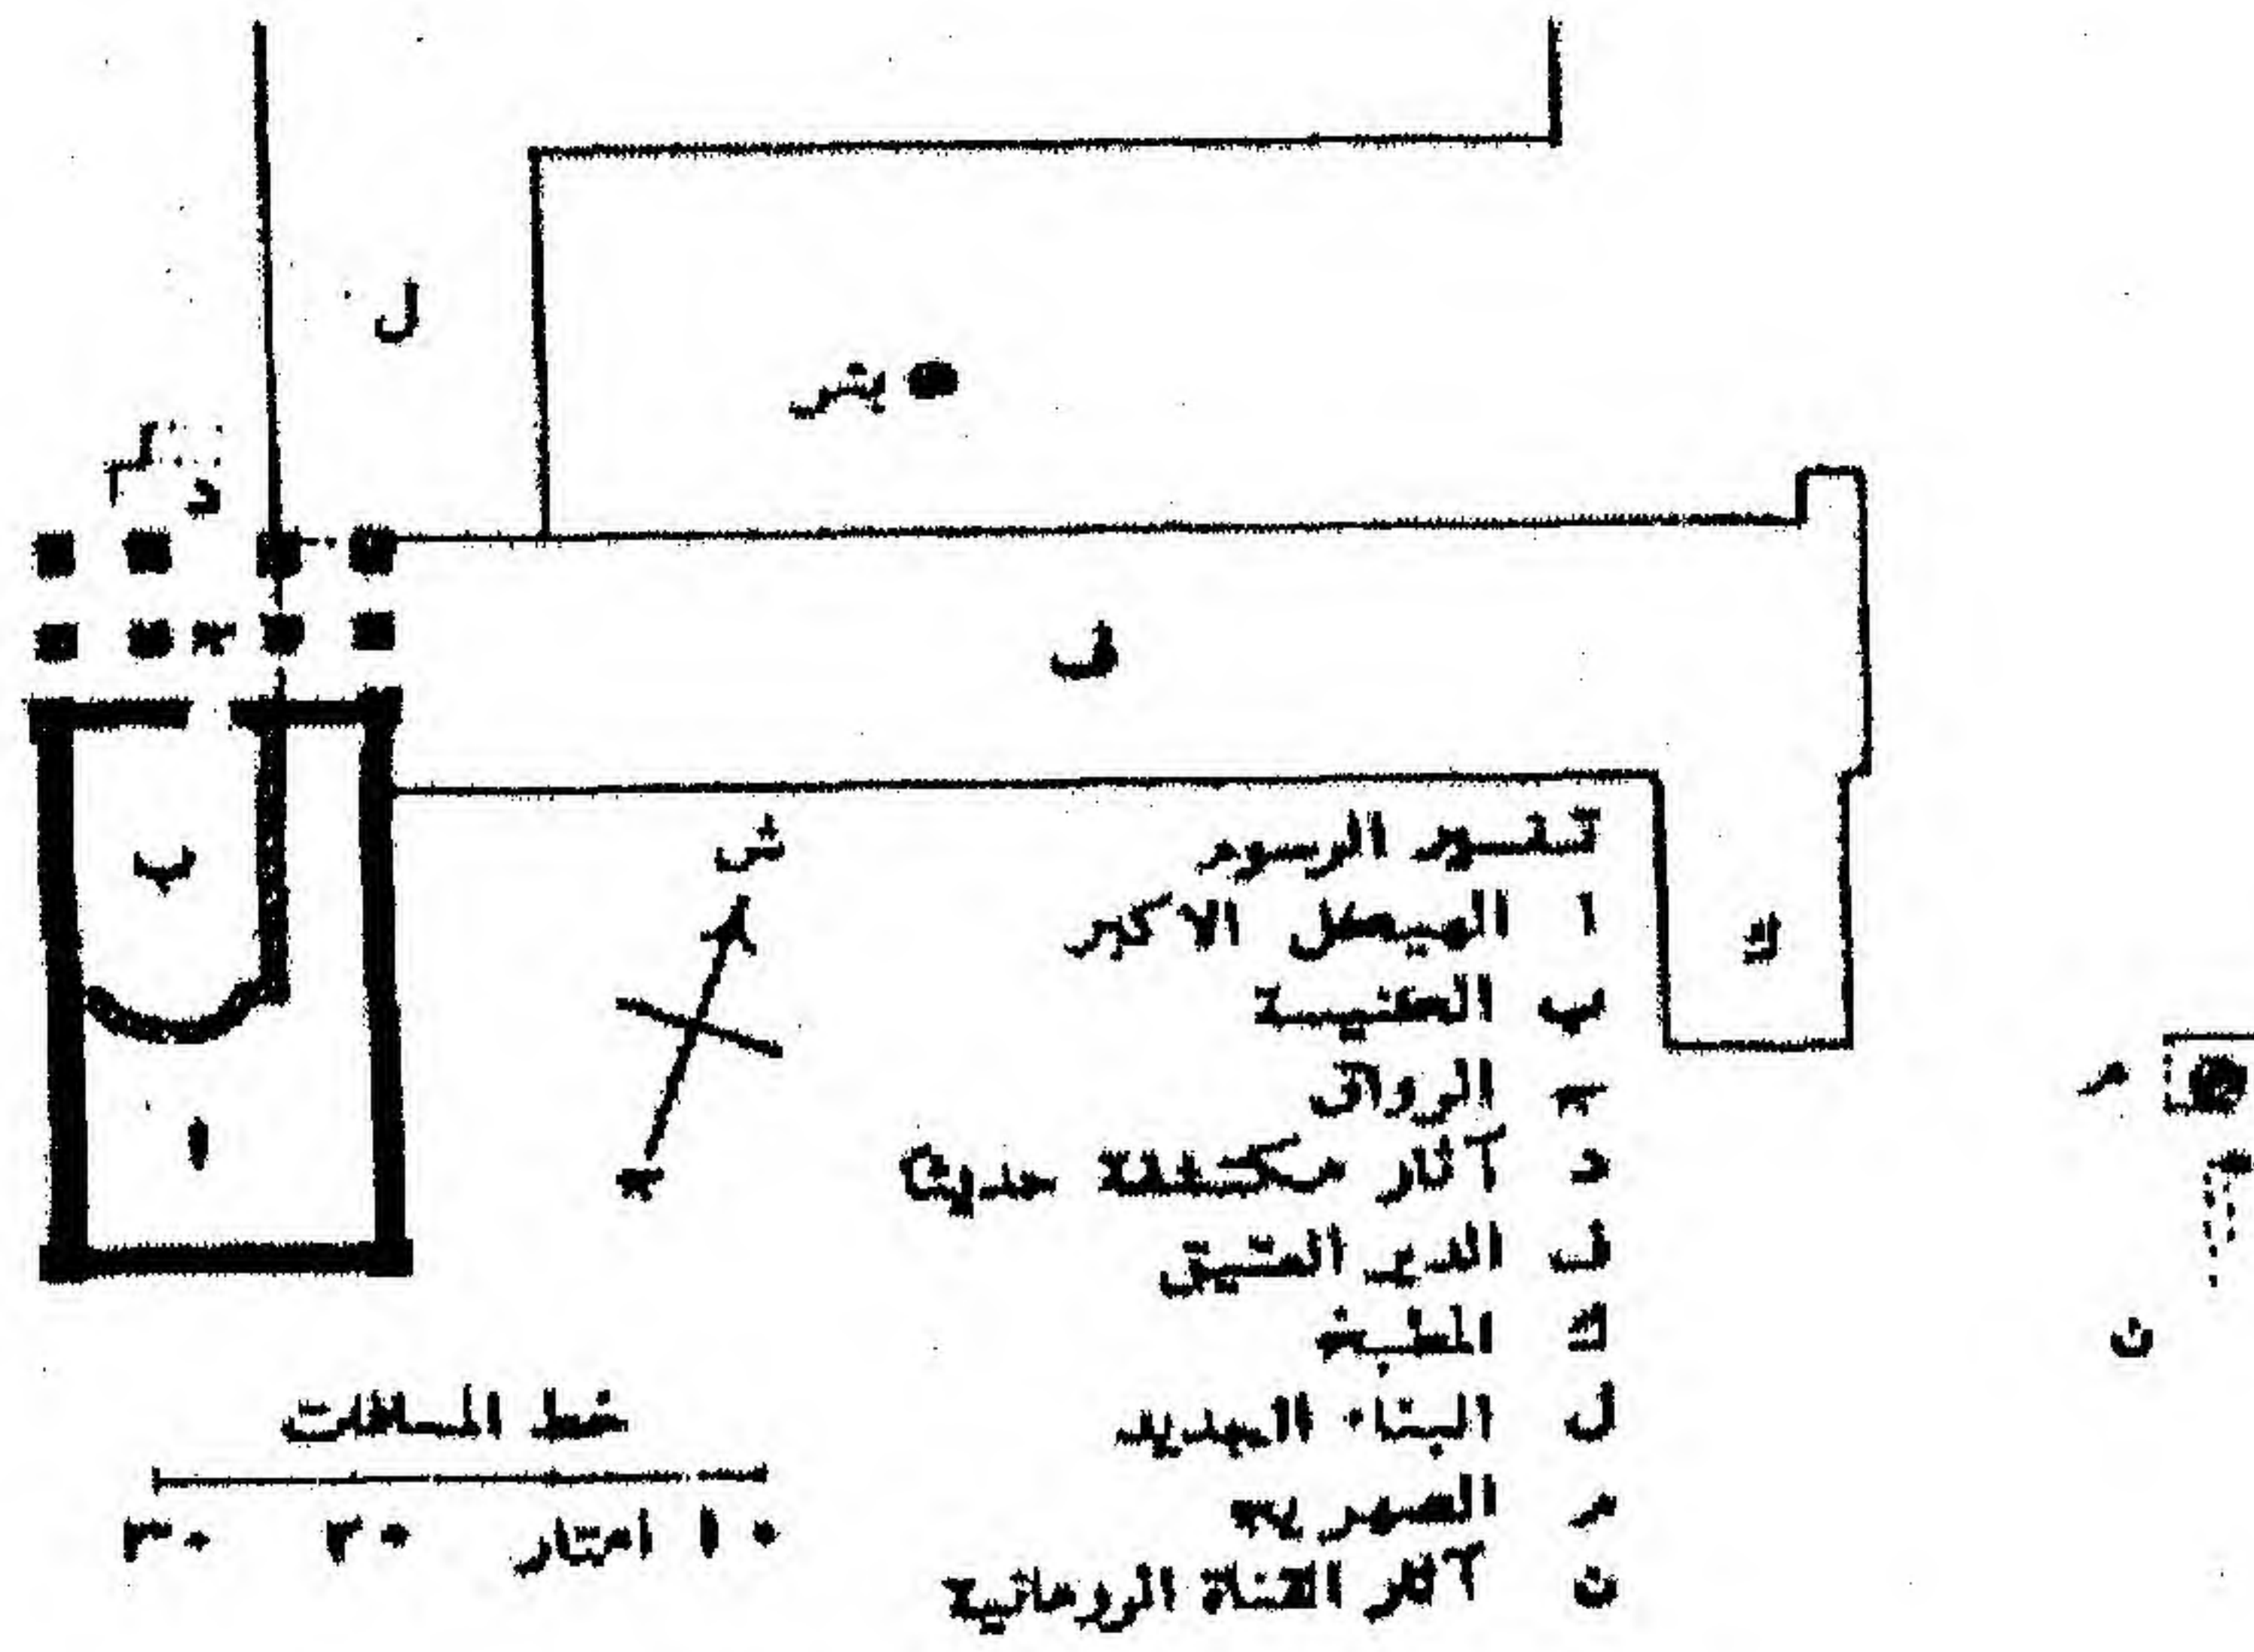 ل
بئر
د
ج
ف
ب
ا
ك
ش
ج
م
ن
تفسير الرسوم
ا الهيكل الاكبر
ب الكنيسة
ج الرواق
د آثار مكتشفة حديثا
ف الدير العتيق
ك المطبخ
ل البناء الجديد
م الصهريج
ن آثار القناة الرومانية
خط المسافات
٠ ١٠ امتار ٢٠ ٣٠